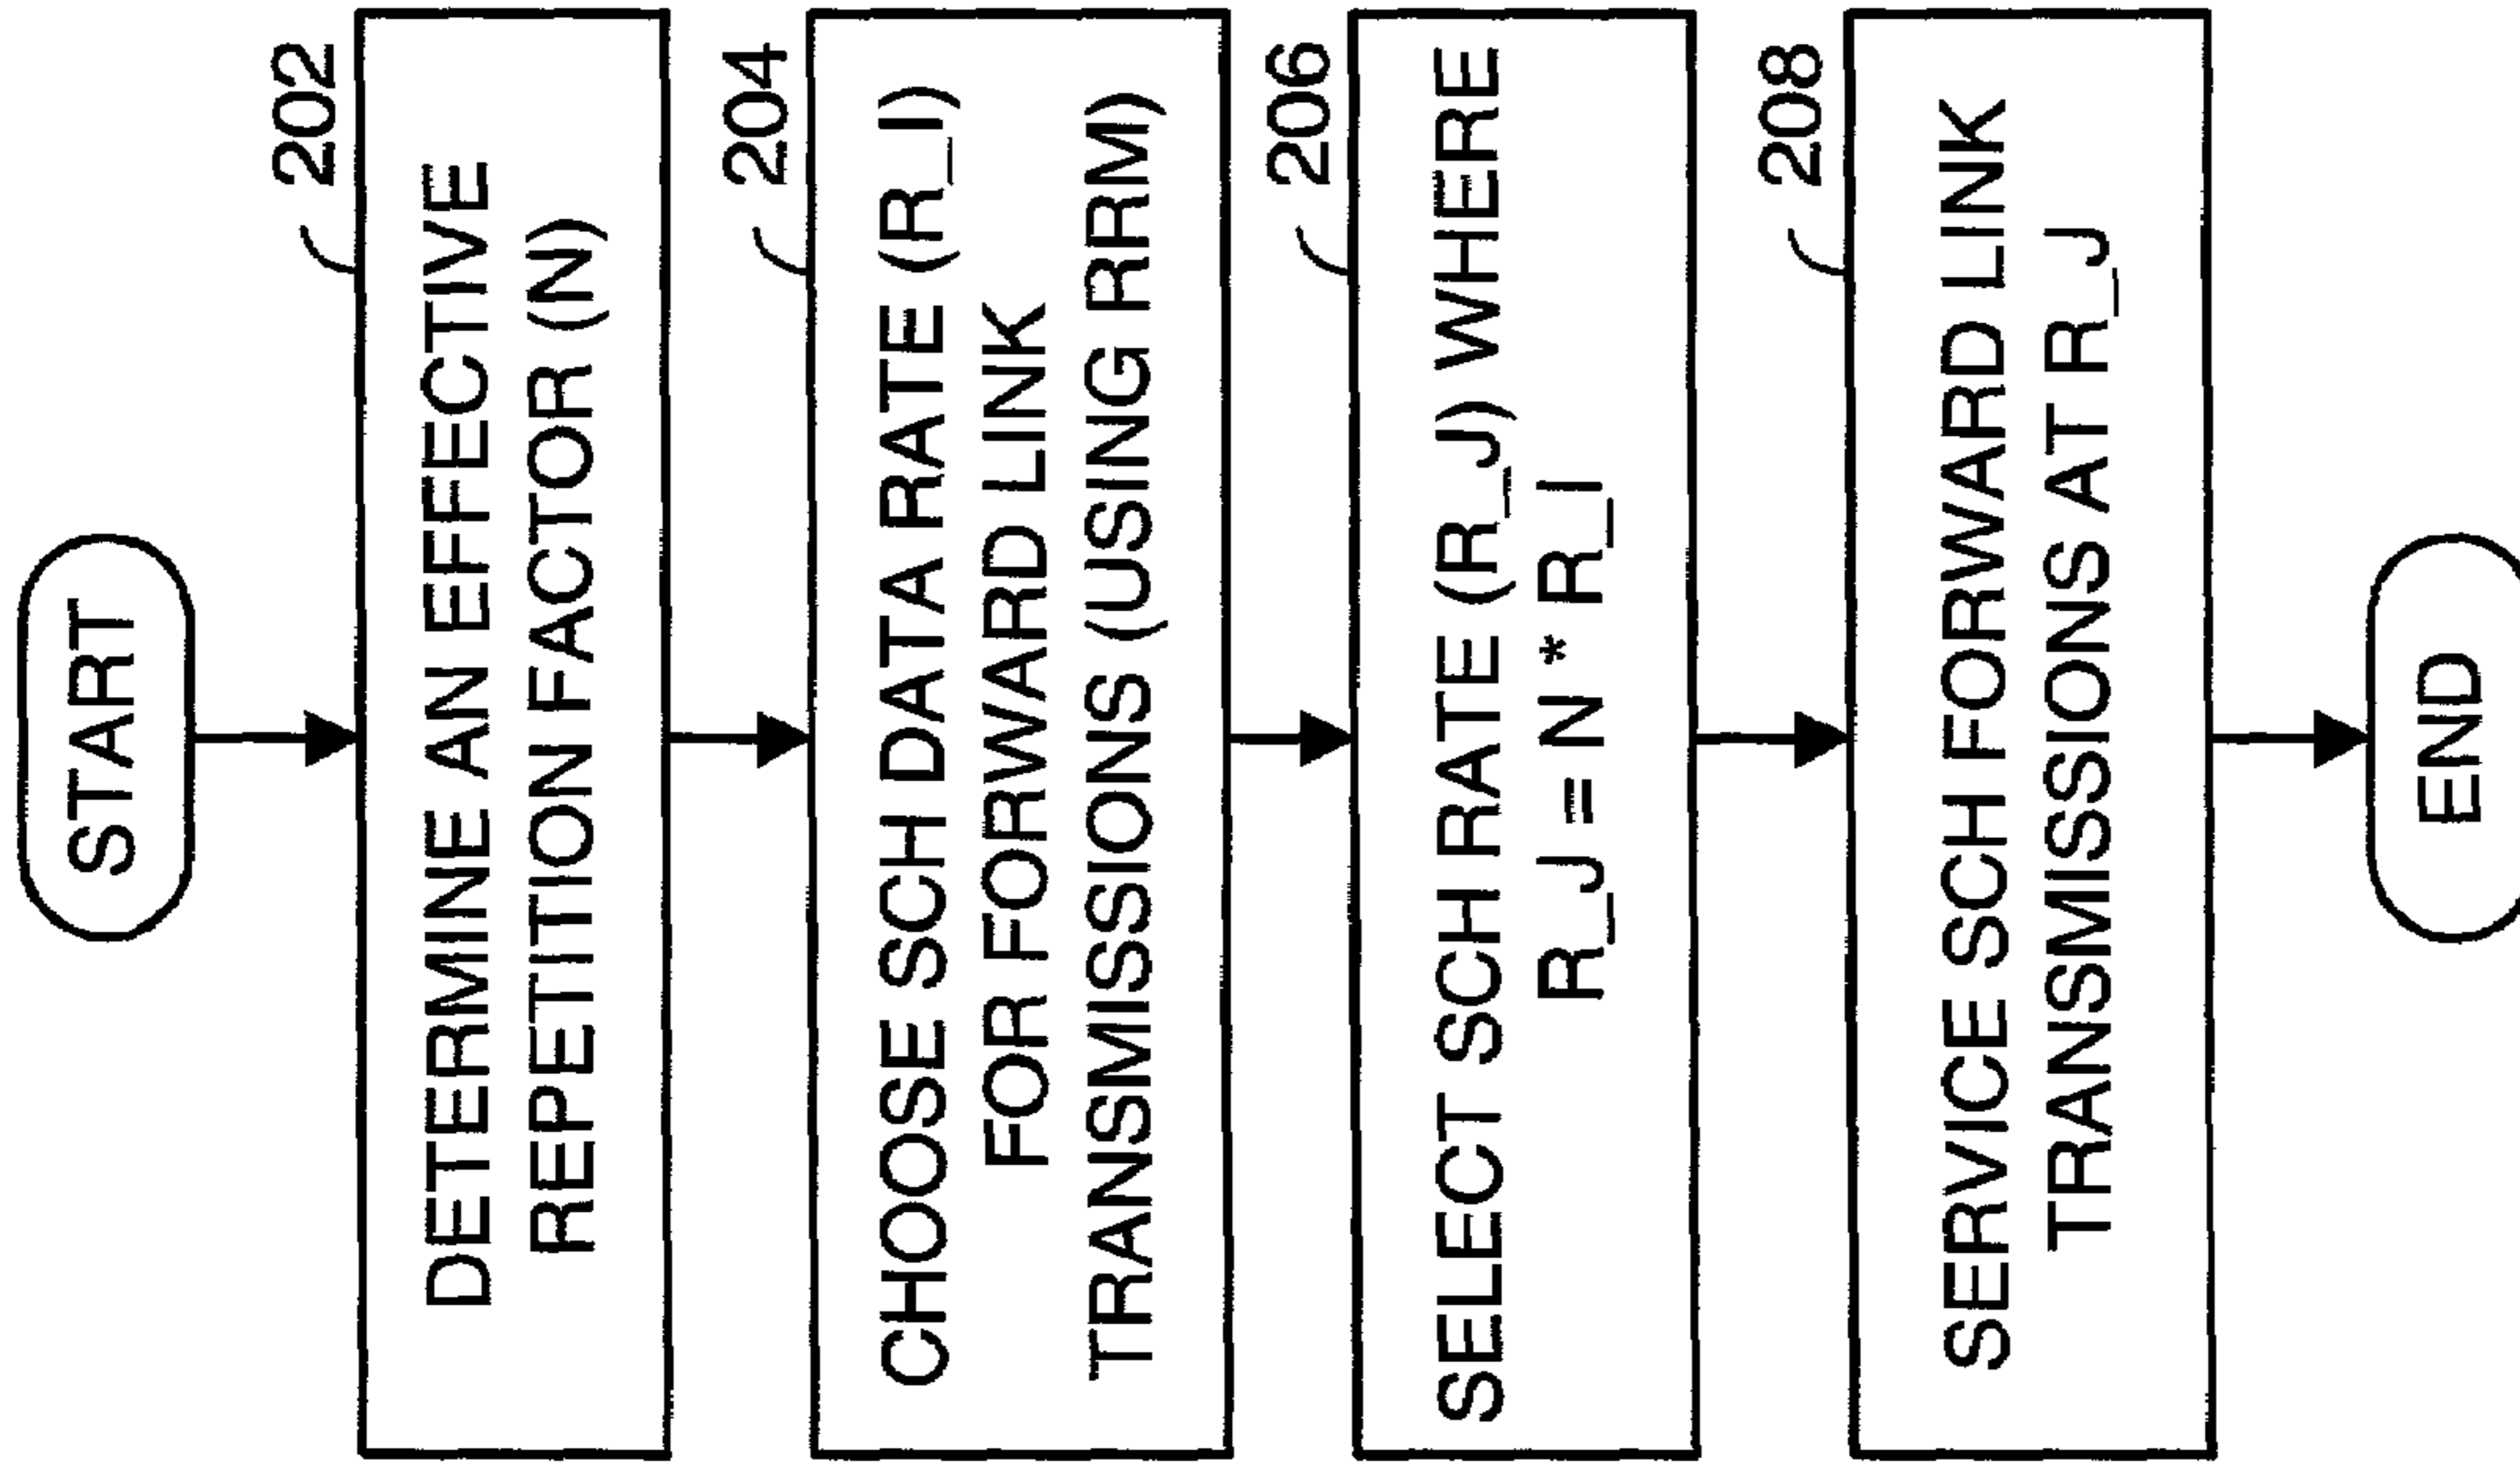 START
202
DETERMINE AN EFFECTIVE
REPETITION FACTOR (N)
204
CHOOSE SCH DATA RATE (R_I)
FOR FORWARD LINK
TRANSMISSIONS (USING RRM)
206
SELECT SCH RATE (R_J) WHERE
R_J = N * R_I
208
SERVICE SCH FORWARD LINK
TRANSMISSIONS AT R_J
END